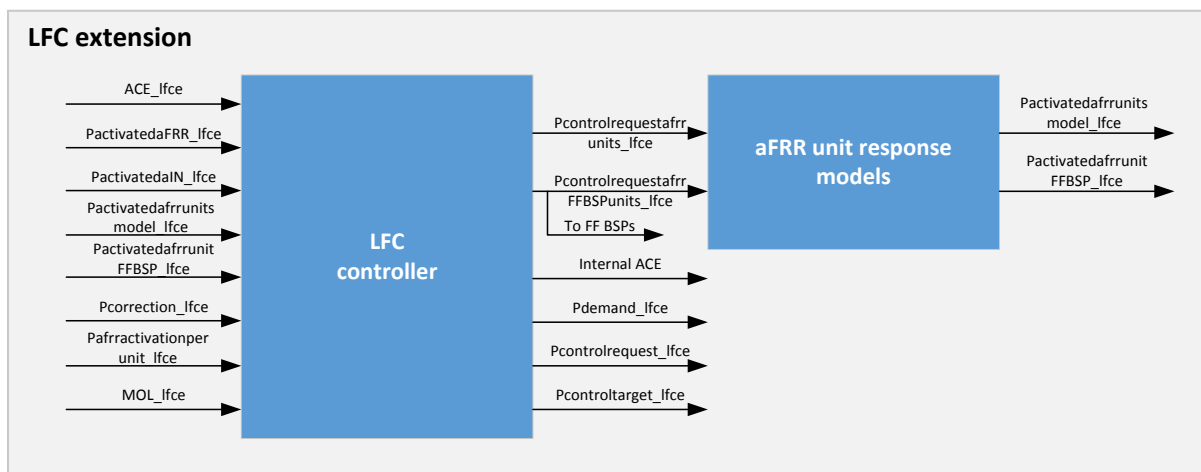 LFC extension
ACE_lfce
PactivatedaFRR_lfce
PactivatedaIN_lfce
Pactivatedafrrunits
model_lfce
Pactivatedafrrunit
FFBSP_lfce
Pcorrection_lfce
Pafrractivationper
unit_lfce
MOL_lfce
LFC
controller
Pcontrolrequestafrr
units_lfce
Pcontrolrequestafrr
FFBSPunits_lfce
To FF BSPs
Internal ACE
Pdemand_lfce
Pcontrolrequest_lfce
Pcontroltarget_lfce
aFRR unit response
models
Pactivatedafrrunits
model_lfce
Pactivatedafrrunit
FFBSP_lfce